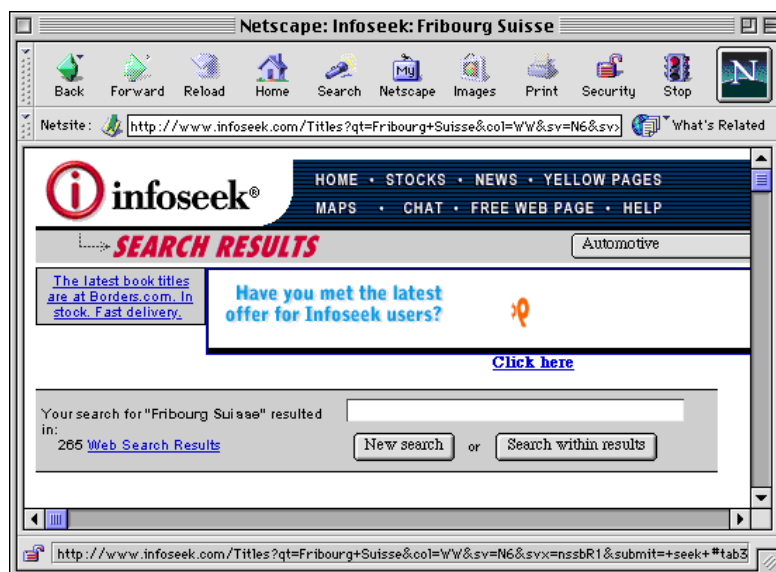 Netscape: Infoseek: Fribourg Suisse
Back Forward Reload Home Search Netscape Images Print Security Stop
My
N
Netsite: http://www.infoseek.com/Titles?qt=Fribourg+Suisse&col=WW&sv=N6&sv> What's Related
infoseek®
HOME • STOCKS • NEWS • YELLOW PAGES
MAPS • CHAT • FREE WEB PAGE • HELP
SEARCH RESULTS
Automotive
The latest book titles
are at Borders.com. In
stock. Fast delivery.
Have you met the latest
offer for Infoseek users?
Click here
Your search for "Fribourg Suisse" resulted
in:
265 Web Search Results
New search or Search within results
http://www.infoseek.com/Titles?qt=Fribourg+Suisse&col=WW&sv=N6&svx=nssbR1&submit=+seek+#tab3